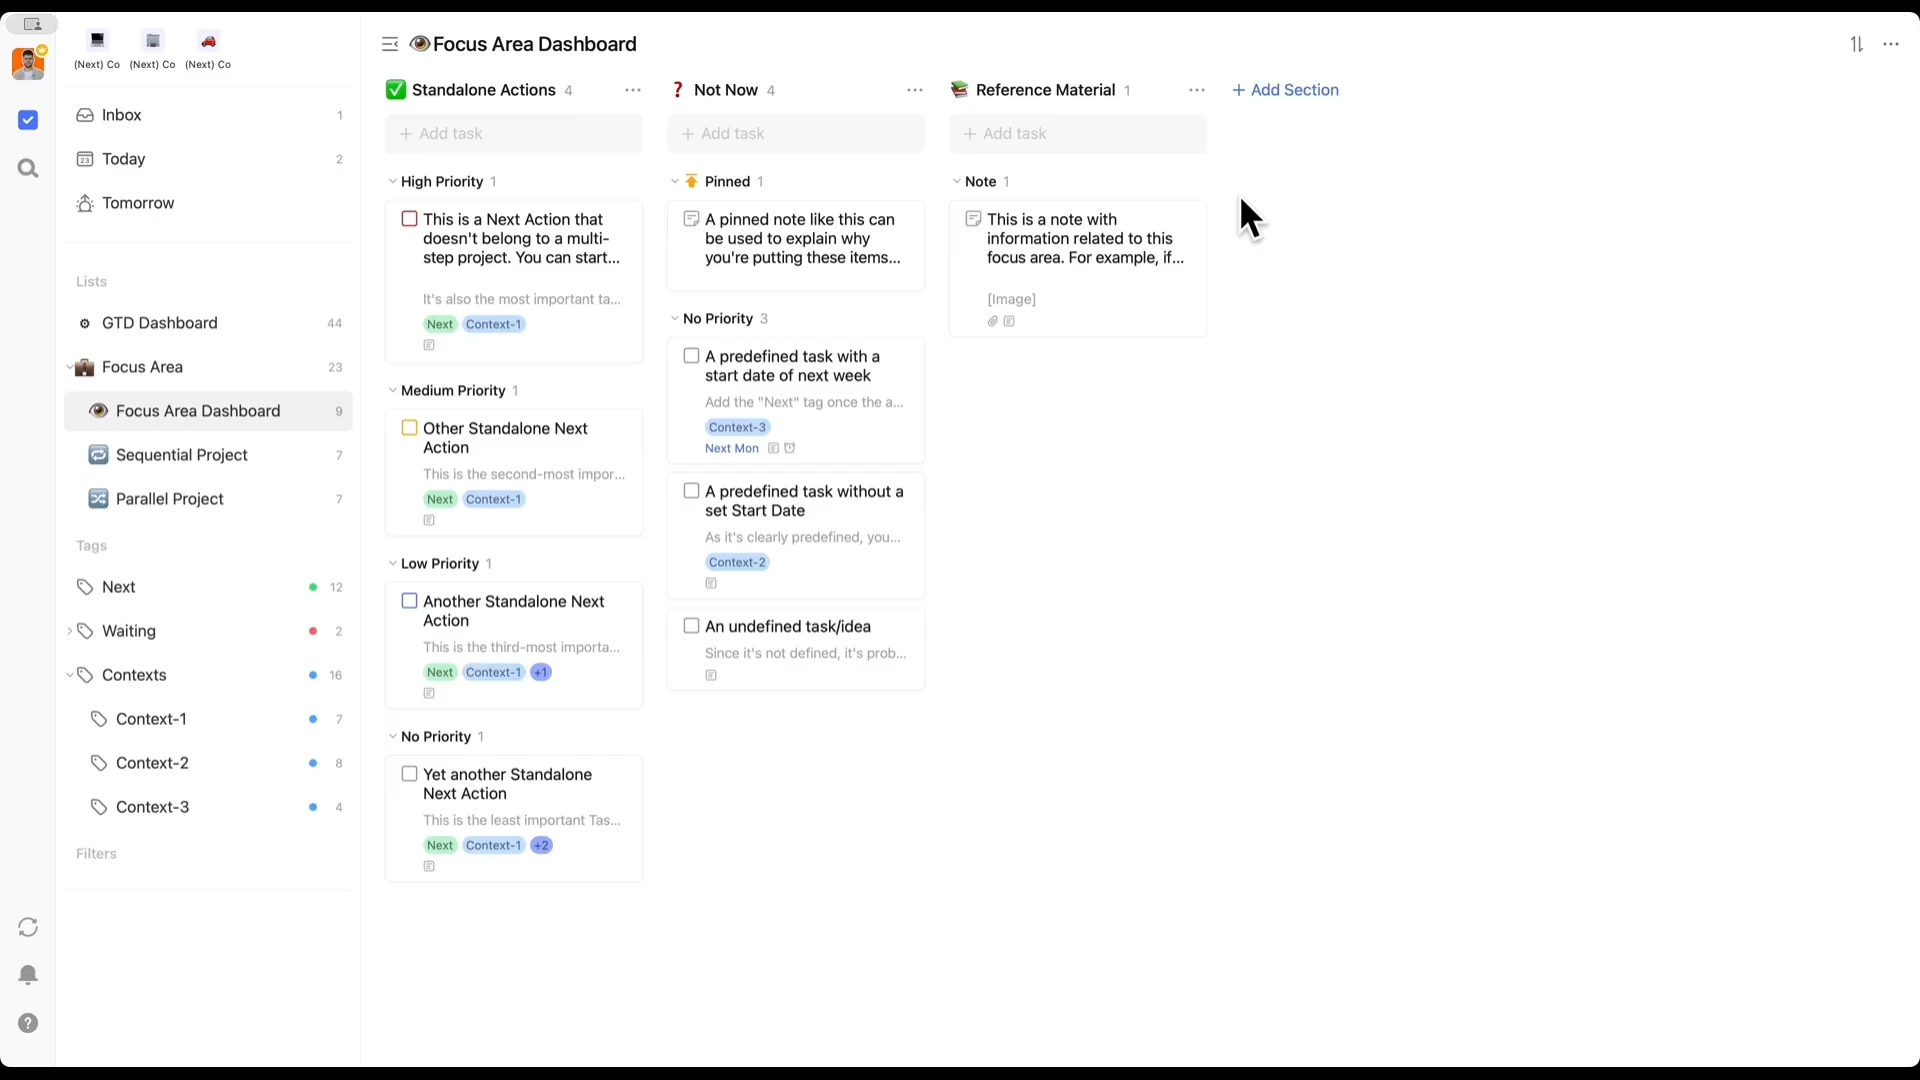 (Next) Co
(Next) Co
(Next) Co
Inbox 1
23
Today 2
Tomorrow
Lists
GTD Dashboard 44
Focus Area 23
Focus Area Dashboard 9
Sequential Project 7
Parallel Project 7
Tags
Next 12
Waiting 2
Contexts 16
Context-1 7
Context-2 8
Context-3 4
Filters
Focus Area Dashboard
Standalone Actions 4
+ Add task
High Priority 1
This is a Next Action that
doesn't belong to a multi-
step project. You can start...
It's also the most important ta...
Next Context-1
Medium Priority 1
Other Standalone Next
Action
This is the second-most impor...
Next Context-1
Low Priority 1
Another Standalone Next
Action
This is the third-most importa...
Next Context-1 +1
No Priority 1
Yet another Standalone
Next Action
This is the least important Tas...
Next Context-1 +2
Not Now 4
+ Add task
Pinned 1
A pinned note like this can
be used to explain why
you're putting these items...
No Priority 3
A predefined task with a
start date of next week
Add the "Next" tag once the a...
Context-3
Next Mon
A predefined task without a
set Start Date
As it's clearly predefined, you...
Context-2
An undefined task/idea
Since it's not defined, it's prob...
Reference Material 1
+ Add task
Note 1
This is a note with
information related to this
focus area. For example, if...
[Image]
+ Add Section